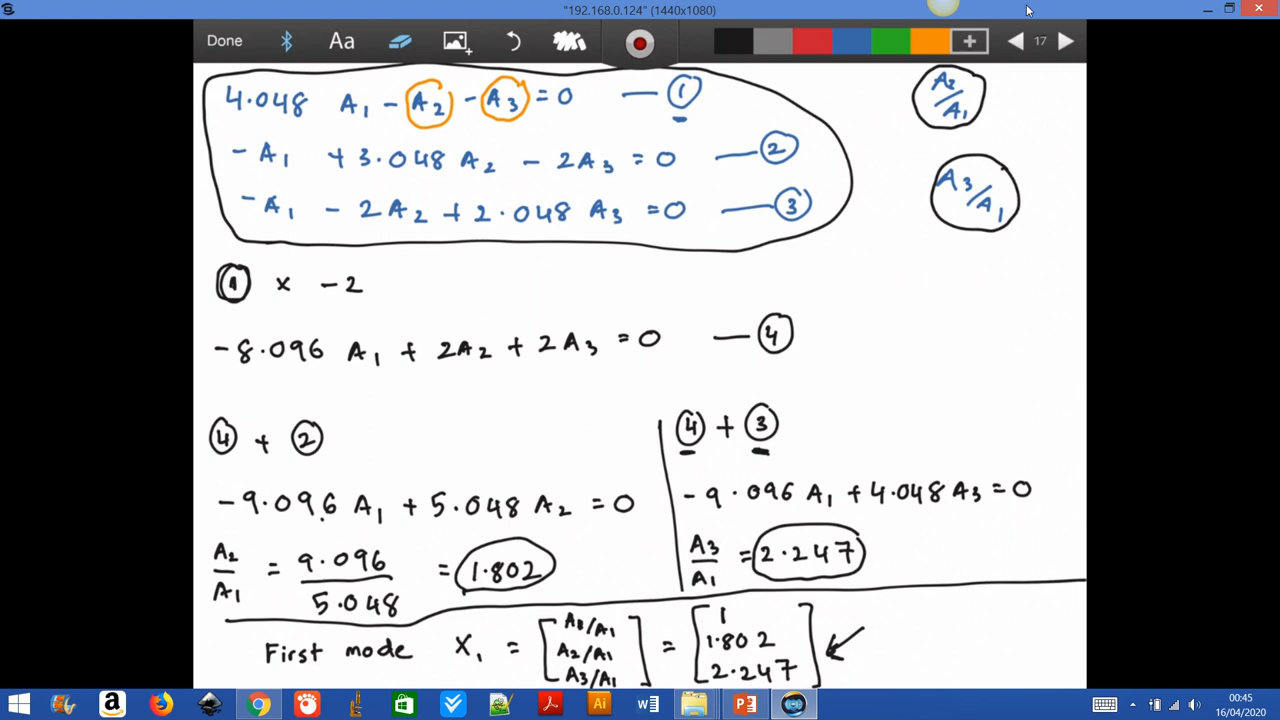 "192.168.0.124" (1440x1080)
Done Aa 17
4.048 A₁ - A₂ - A₃ = 0 — ①
- A₁ + 3.048 A₂ - 2A₃ = 0 — ②
- A₁ - 2A₂ + 2.048 A₃ = 0 — ③
A₂/A₁
A₃/A₁
① × -2
-8.096 A₁ + 2A₂ + 2A₃ = 0 — ④
④ + ②
-9.096 A₁ + 5.048 A₂ = 0
A₂/A₁ = 9.096/5.048 = 1.802
④ + ③
-9.096 A₁ + 4.048 A₃ = 0
A₃/A₁ = 2.247
First mode X₁ = [A₁/A₁ A₂/A₁ A₃/A₁] = [1 1.802 2.247]
00:45
16/04/2020